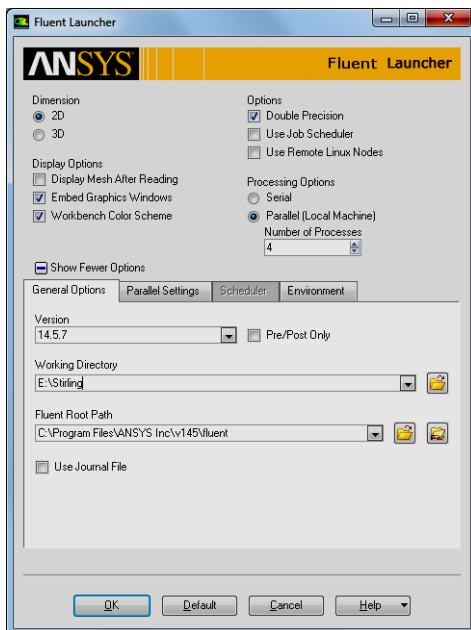 Fluent Launcher
ANSYS
Fluent Launcher
Dimension
2D
3D
Display Options
Display Mesh After Reading
Embed Graphics Windows
Workbench Color Scheme
Options
Double Precision
Use Job Scheduler
Use Remote Linux Nodes
Processing Options
Serial
Parallel (Local Machine)
Number of Processes
4
Show Fewer Options
General Options Parallel Settings Scheduler Environment
Version
14.5.7 Pre/Post Only
Working Directory
E:\Stirling
Fluent Root Path
C:\Program Files\ANSYS Inc\v145\fluent
Use Journal File
OK Default Cancel Help